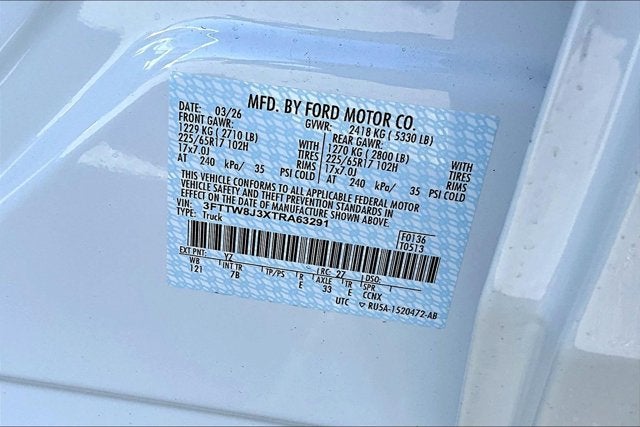 MFD. BY FORD MOTOR CO.
DATE: 03/26 GVWR: 2418 KG ( 5330 LB)
FRONT GAWR: REAR GAWR:
1229 KG ( 2710 LB) WITH 1270 KG ( 2800 LB) WITH
225/65R17 102H TIRES 225/65R17 102H TIRES
17x7.0J RIMS 17x7.0J RIMS
AT 240 kPa/ 35 PSI COLD AT 240 kPa/ 35 PSI COLD
THIS VEHICLE CONFORMS TO ALL APPLICABLE FEDERAL MOTOR
VEHICLE SAFETY AND THEFT PREVENTION STANDARDS IN
EFFECT ON THE DATE OF MANUFACTURE SHOWN ABOVE.
VIN: 3FTTW8J3XTRA63291
TYPE: Truck
F0136
T0513
EXT PNT: YZ RC: 27 DSO:
WB INT TR TP/PS R AXLE TR SPR
121 7B E 33 E CCNX
UTC ▽ RU5A-1520472-AB